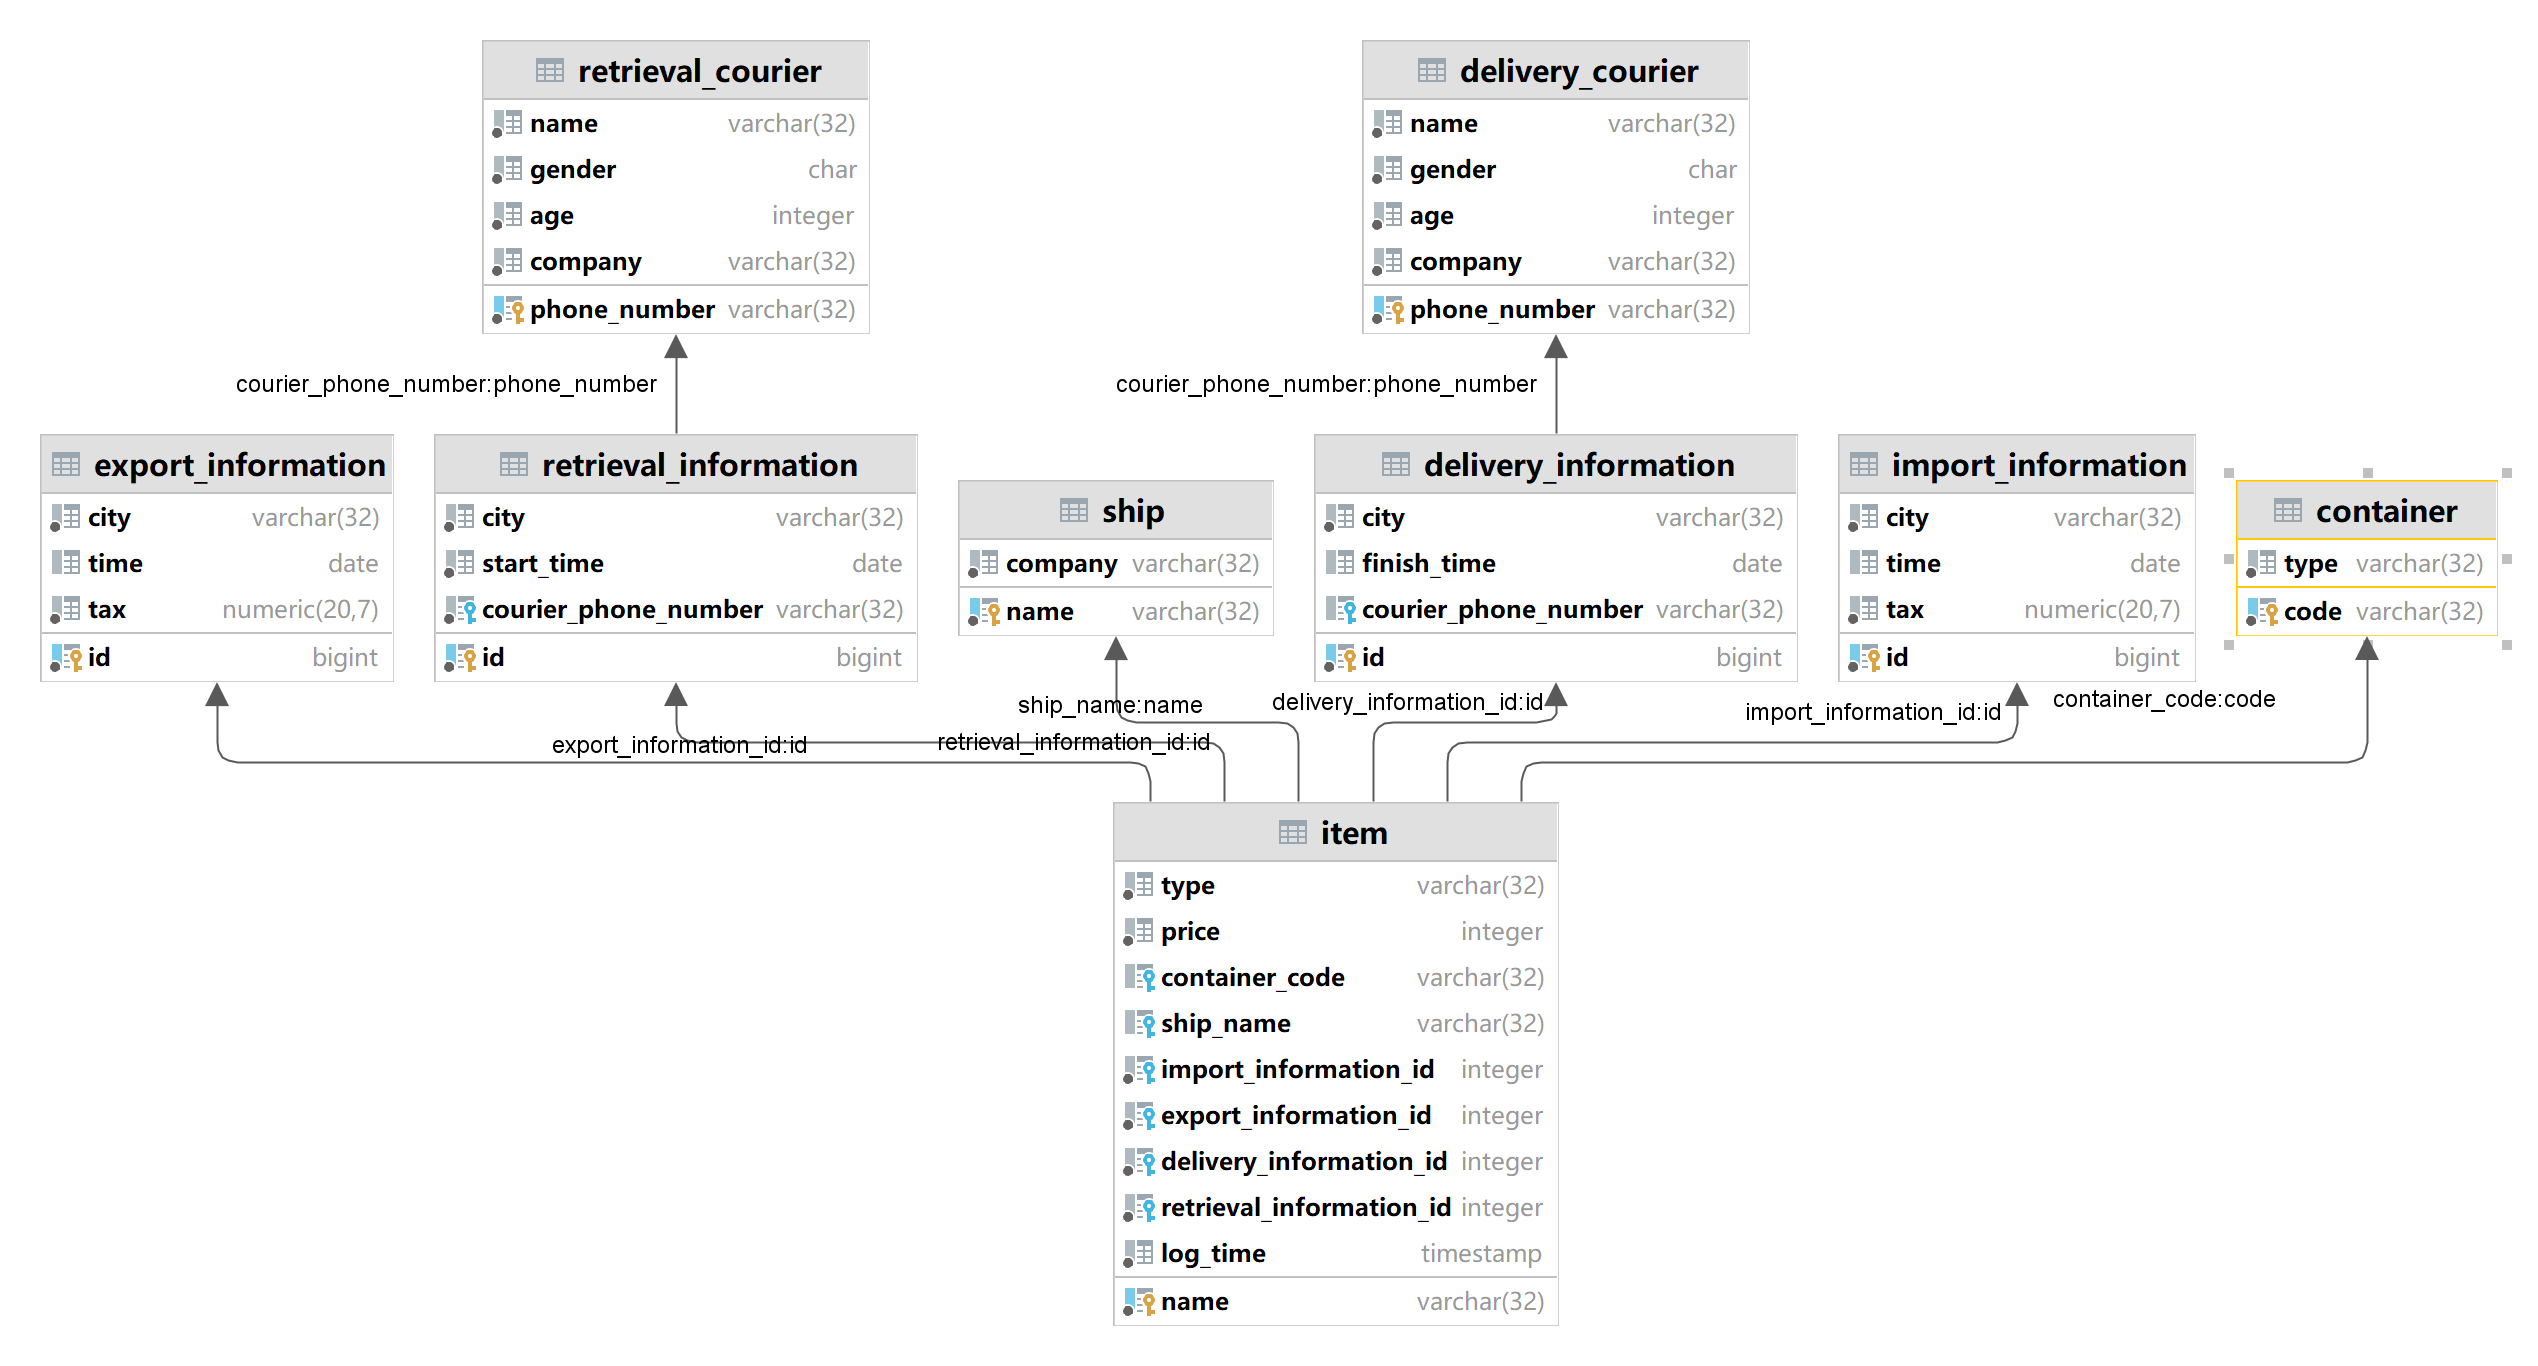 retrieval_courier
name varchar(32)
gender char
age integer
company varchar(32)
phone_number varchar(32)
delivery_courier
name varchar(32)
gender char
age integer
company varchar(32)
phone_number varchar(32)
courier_phone_number:phone_number
courier_phone_number:phone_number
export_information
city varchar(32)
time date
tax numeric(20,7)
id bigint
retrieval_information
city varchar(32)
start_time date
courier_phone_number varchar(32)
id bigint
ship
company varchar(32)
name varchar(32)
delivery_information
city varchar(32)
finish_time date
courier_phone_number varchar(32)
id bigint
import_information
city varchar(32)
time date
tax numeric(20,7)
id bigint
container
type varchar(32)
code varchar(32)
export_information_id:id
retrieval_information_id:id
ship_name:name
delivery_information_id:id
import_information_id:id
container_code:code
item
type varchar(32)
price integer
container_code varchar(32)
ship_name varchar(32)
import_information_id integer
export_information_id integer
delivery_information_id integer
retrieval_information_id integer
log_time timestamp
name varchar(32)